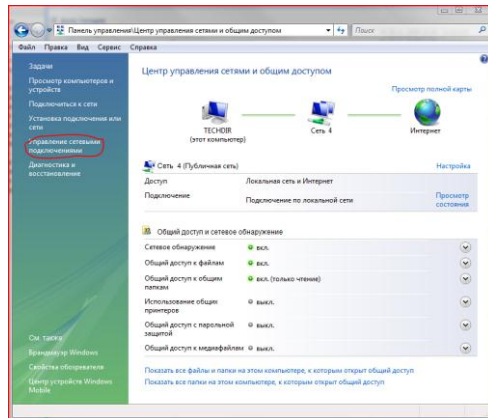 Панель управления\Центр управления сетями и общим доступом
Поиск
Файл Правка Вид Сервис Справка
Задачи
Просмотр компьютеров и
устройств
Подключиться к сети
Установка подключения или
сети
Управление сетевыми
подключениями
Диагностика и
восстановление
См. также
Брандмауэр Windows
Свойства обозревателя
Центр устройств Windows
Mobile
Центр управления сетями и общим доступом
Просмотр полной карты
TECHDIR
(этот компьютер)
Сеть 4
Интернет
Сеть 4 (Публичная сеть)
Настройка
Доступ Локальная сеть и Интернет
Подключение Подключение по локальной сети
Просмотр
состояния
Общий доступ и сетевое обнаружение
Сетевое обнаружение вкл.
Общий доступ к файлам вкл.
Общий доступ к общим
папкам
вкл. (только чтение)
Использование общих
принтеров
выкл.
Общий доступ с парольной
защитой
выкл.
Общий доступ к медиафайлам выкл.
Показать все файлы и папки на этом компьютере, к которым открыт общий доступ
Показать все папки на этом компьютере, к которым открыт общий доступ